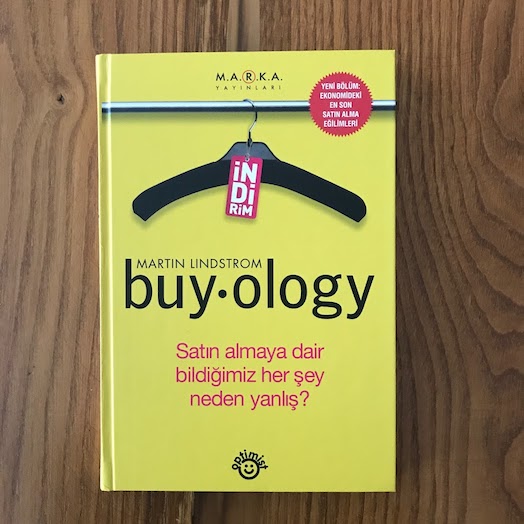 M.A.R.K.A.
YAYINLARI
YENİ BÖLÜM:
EKONOMİDEKİ
EN SON
SATIN ALMA
EĞİLİMLERİ
İN
Dİ
RİM
MARTIN LINDSTROM
buy•ology
Satın almaya dair
bildiğimiz her şey
neden yanlış?
optimist